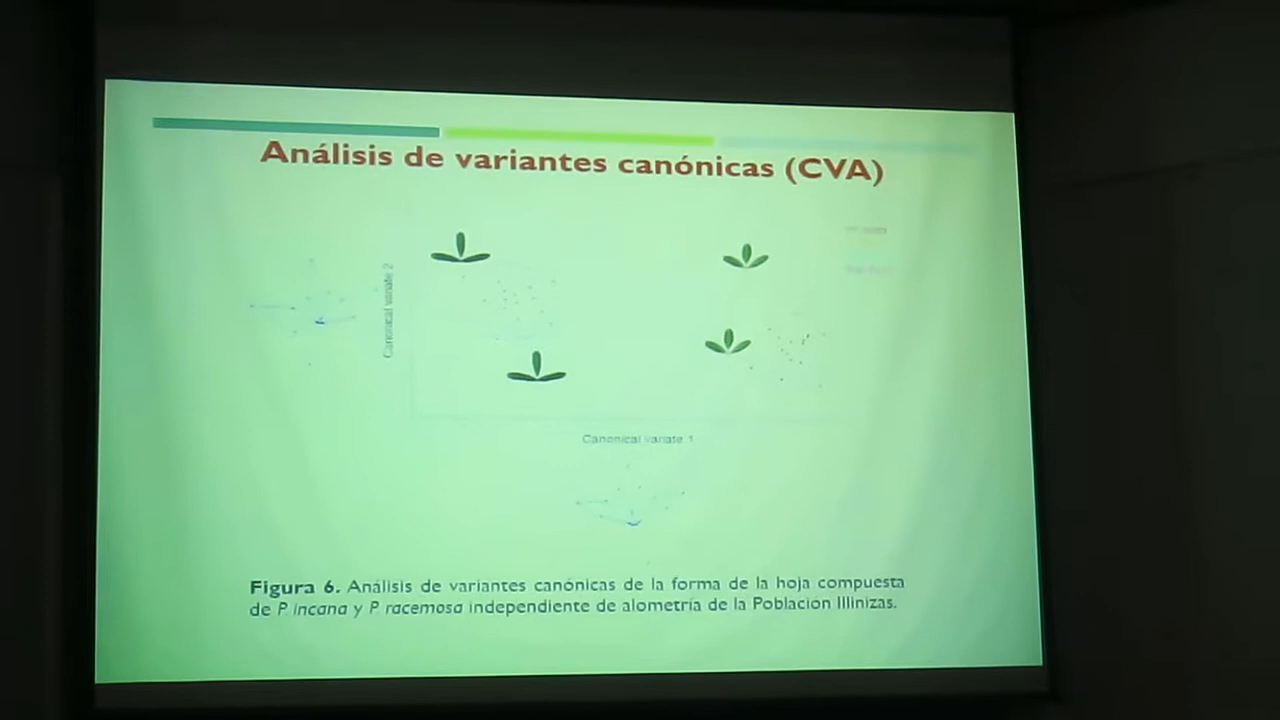 Análisis de variantes canónicas (CVA)
Canonical variate 2
Canonical variate 1
Figura 6. Análisis de variantes canónicas de la forma de la hoja compuesta
de P. incana y P. racemosa independiente de alometría de la Población Illinizas.